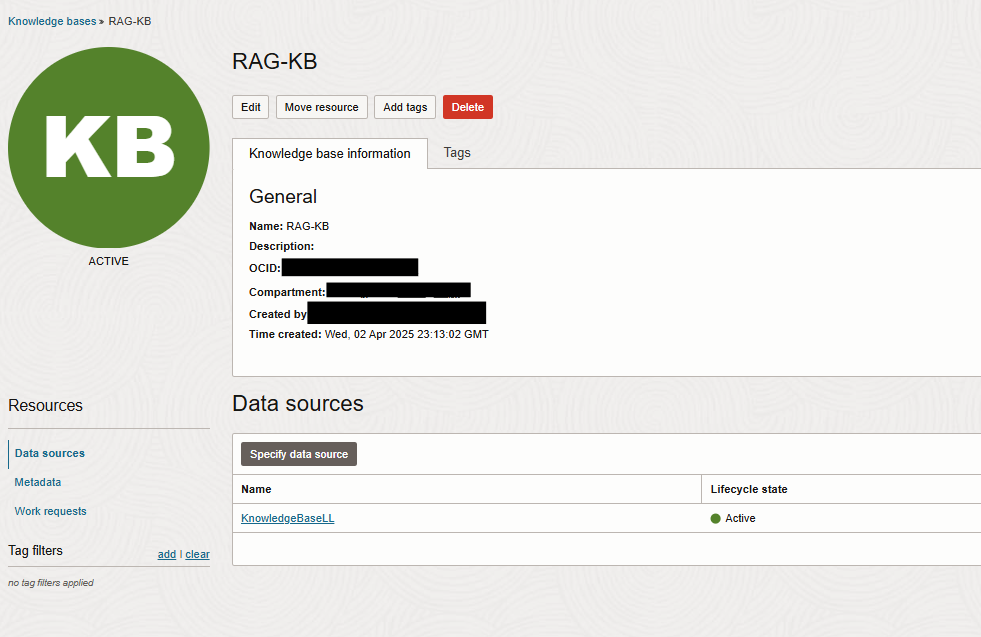 Knowledge bases » RAG-KB
KB
ACTIVE
RAG-KB
Edit Move resource Add tags Delete
Knowledge base information Tags
General
Name: RAG-KB
Description:
OCID:
Compartment:
Created by
Time created: Wed, 02 Apr 2025 23:13:02 GMT
Resources
Data sources
Metadata
Work requests
Tag filters add | clear
no tag filters applied
Data sources
Specify data source
Name Lifecycle state
KnowledgeBaseLL Active